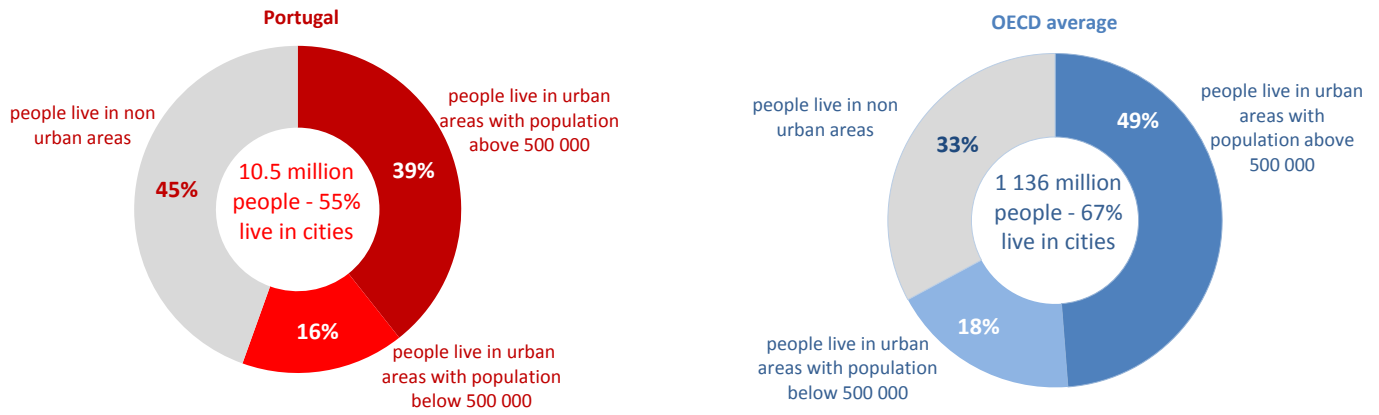 Portugal
people live in non
urban areas
people live in urban
areas with population
above 500 000
45%
39%
10.5 million
people - 55%
live in cities
16%
people live in urban
areas with population
below 500 000
OECD average
people live in non
urban areas
people live in urban
areas with
population above
500 000
49%
33%
1 136 million
people - 67%
live in cities
18%
people live in urban
areas with population
below 500 000